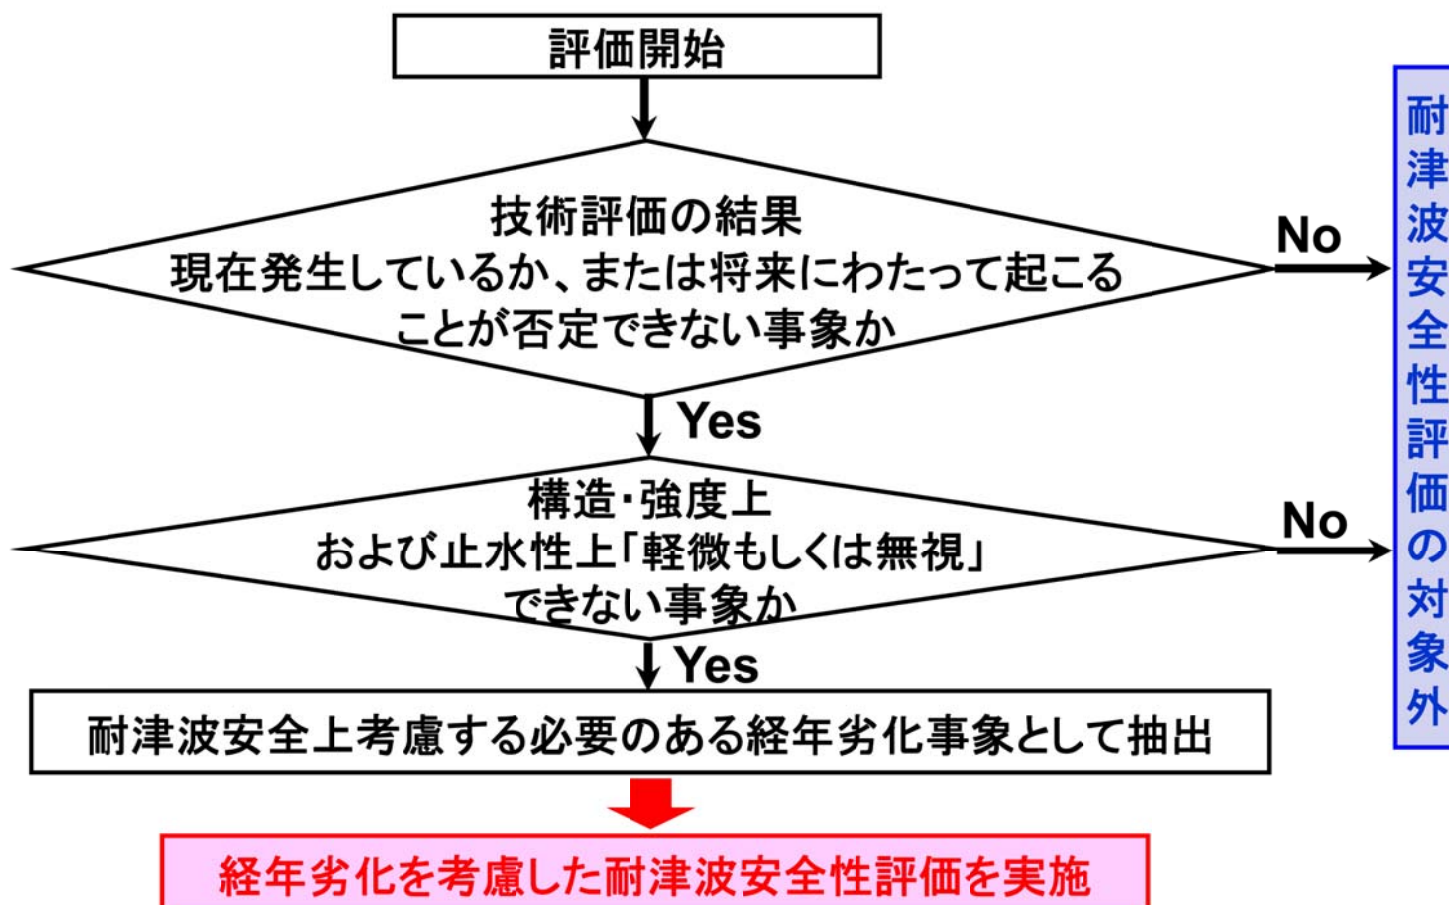 評価開始
技術評価の結果
現在発生しているか、または将来にわたって起こる
ことが否定できない事象か
No
Yes
構造・強度上
および止水性上「軽微もしくは無視」
できない事象か
No
Yes
耐津波安全上考慮する必要のある経年劣化事象として抽出
経年劣化を考慮した耐津波安全性評価を実施
耐津波安全性評価の対象外